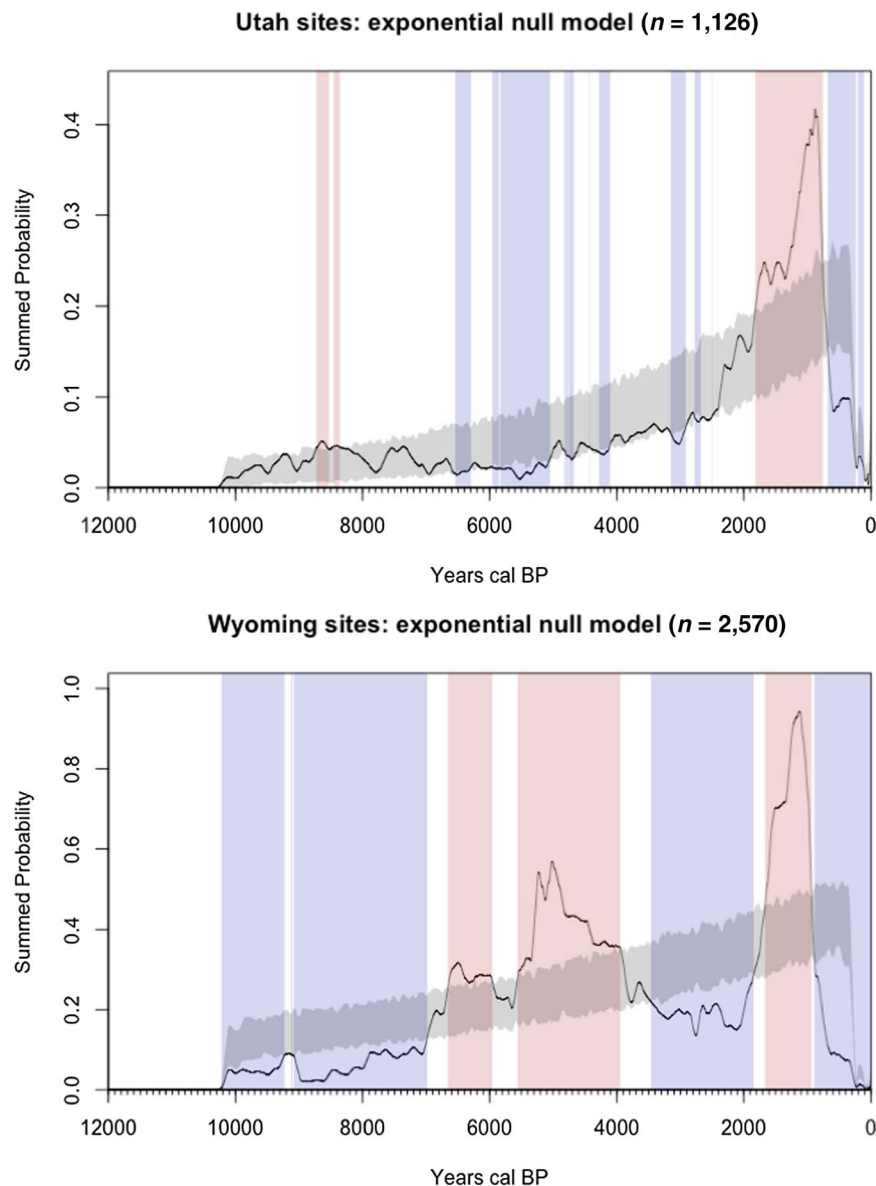 Utah sites: exponential null model (n = 1,126)
Summed Probability
0.4
0.3
0.2
0.1
0.0
12000 10000 8000 6000 4000 2000 0
Years cal BP
Wyoming sites: exponential null model (n = 2,570)
Summed Probability
1.0
0.8
0.6
0.4
0.2
0.0
12000 10000 8000 6000 4000 2000 0
Years cal BP